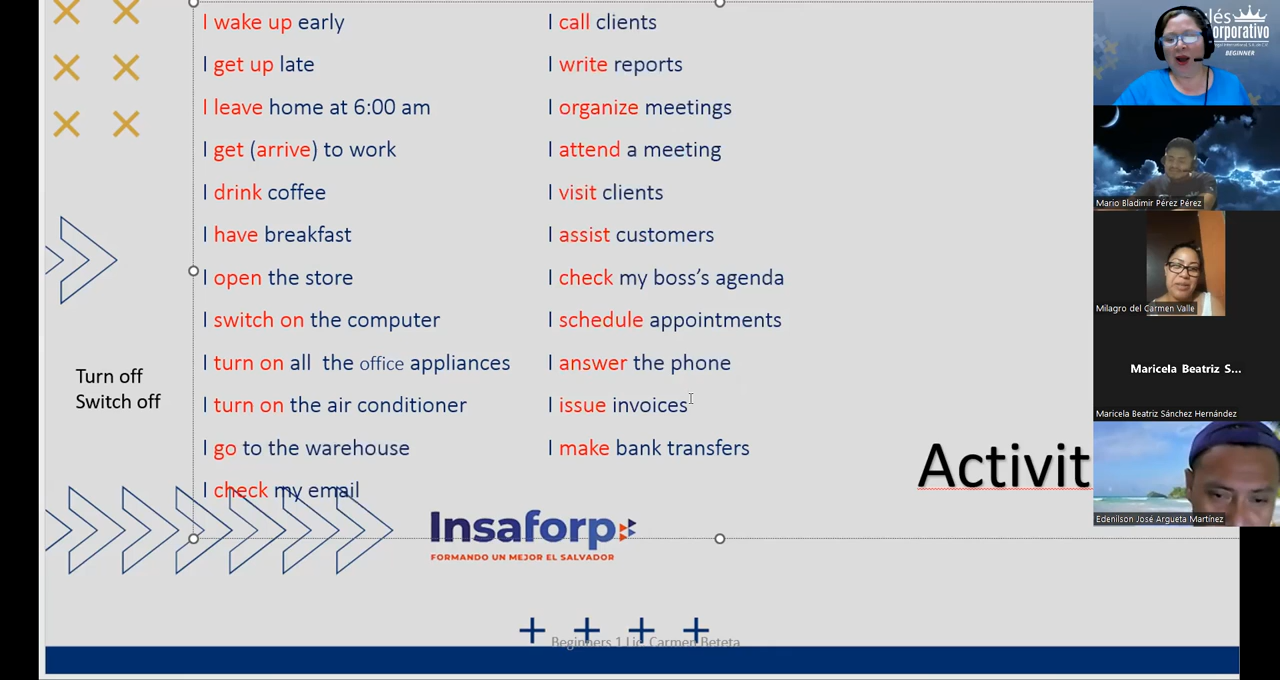 I wake up early
I get up late
I leave home at 6:00 am
I get (arrive) to work
I drink coffee
I have breakfast
I open the store
I switch on the computer
I turn on all the office appliances
I turn on the air conditioner
I go to the warehouse
I check my email
I call clients
I write reports
I organize meetings
I attend a meeting
I visit clients
I assist customers
I check my boss's agenda
I schedule appointments
I answer the phone
I issue invoices
I make bank transfers
Turn off
Switch off
Activit
Insaforp
FORMANDO UN MEJOR EL SALVADOR
Beginners 1 Lic. Carmen Beteta
lés
orporativo
BEGINNER
Mario Bladimir Pérez Pérez
Milagro del Carmen Valle
Maricela Beatriz S...
Maricela Beatriz Sánchez Hernández
Edenilson José Argueta Martínez